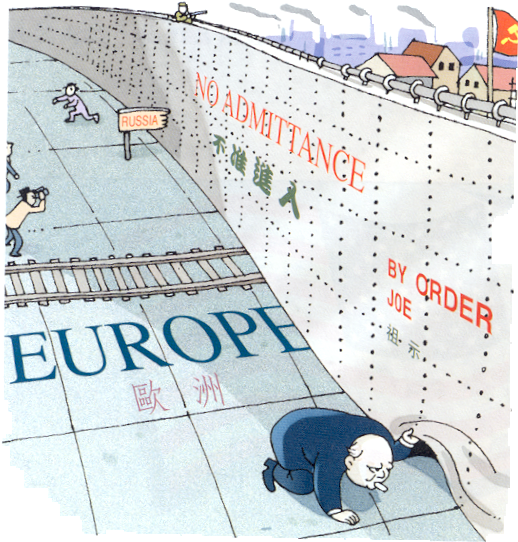 RUSSIA
NO ADMITTANCE
不准進入
BY ORDER
JOE
祖示
EUROPE
歐洲